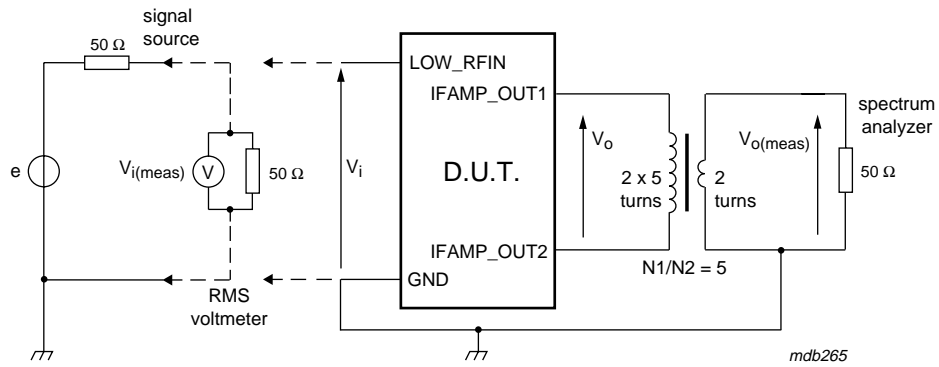 signal
source
50 Ω
e
V
Vi(meas)
50 Ω
RMS
voltmeter
Vi
LOW_RFIN
IFAMP_OUT1
D.U.T.
IFAMP_OUT2
GND
Vo
2 x 5
turns
2
turns
N1/N2 = 5
Vo(meas)
spectrum
analyzer
50 Ω
mdb265